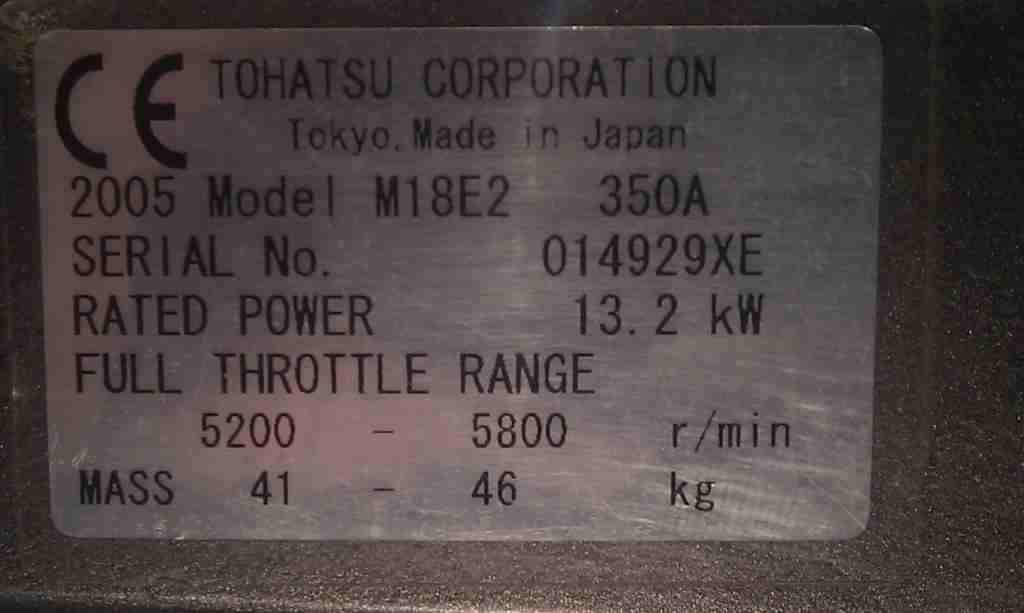 CE TOHATSU CORPORATION
Tokyo. Made in Japan
2005 Model M18E2 350A
SERIAL No. 014929XE
RATED POWER 13.2 kW
FULL THROTTLE RANGE
5200 - 5800 r/min
MASS 41 - 46 kg